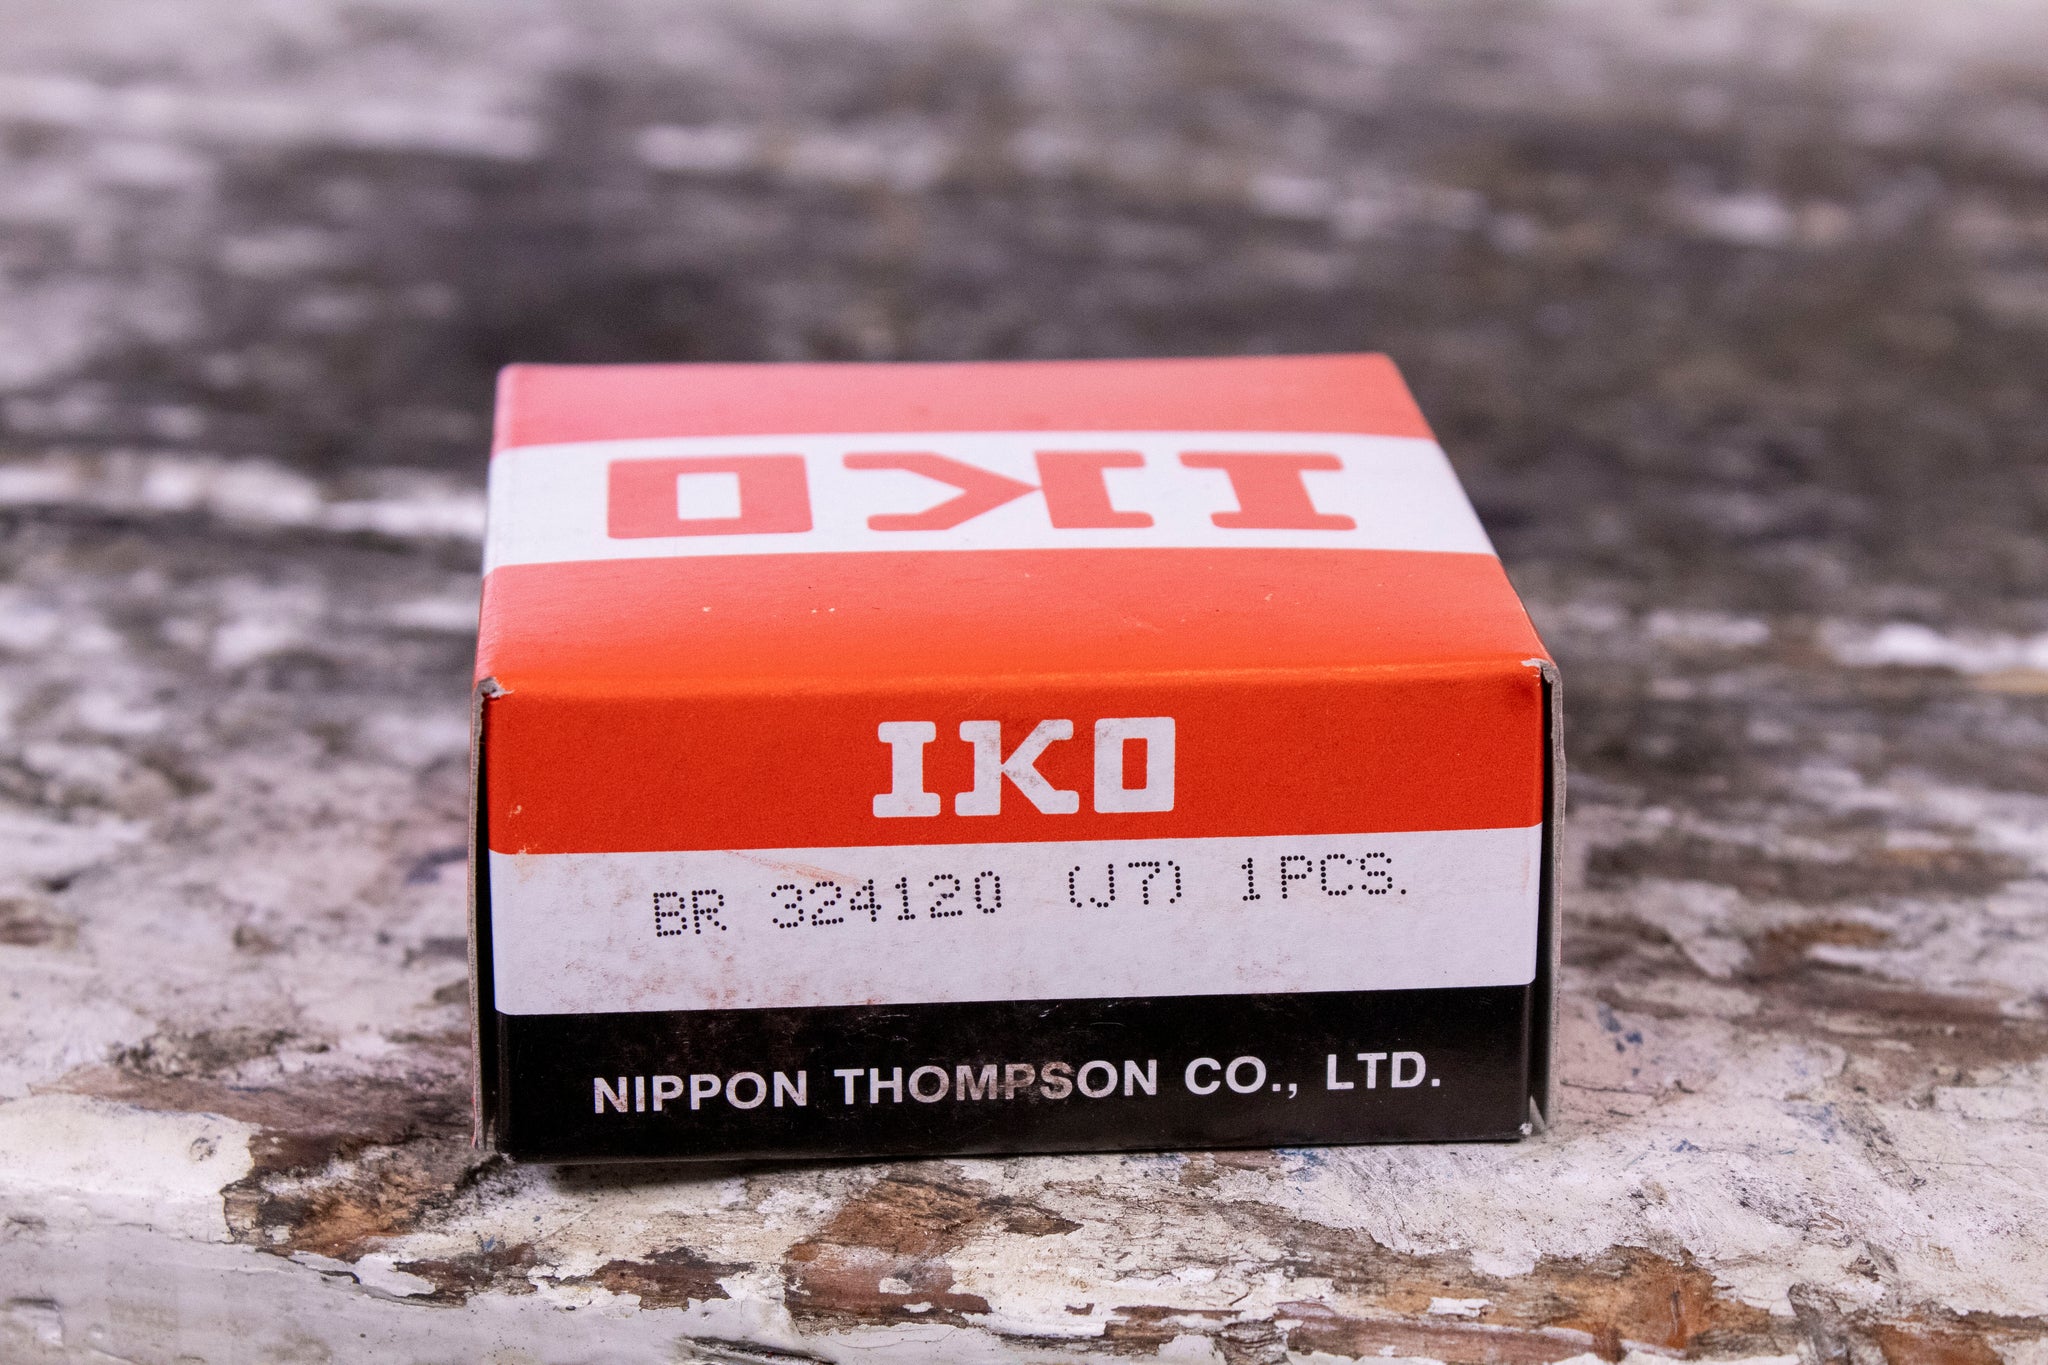 IKO
IKO
BR 324120 (J7) 1PCS.
NIPPON THOMPSON CO., LTD.